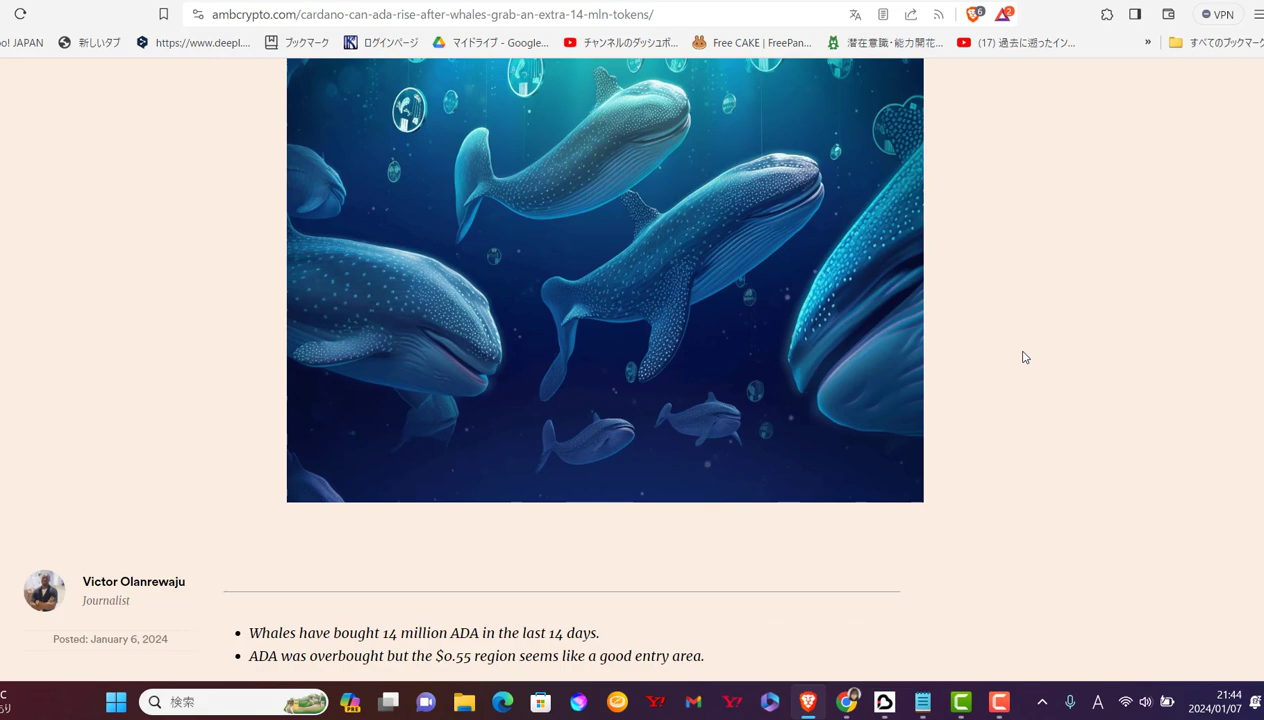 ambcrypto.com/cardano-can-ada-rise-after-whales-grab-an-extra-14-mln-tokens/
6
2
VPN
oo! JAPAN
新しいタブ
https://www.deepl....
ブックマーク
ログインページ
マイドライブ - Google...
チャンネルのダッシュボ...
Free CAKE | FreePan...
潜在意識・能力開花...
(17) 過去に遡ったイン...
»
すべてのブックマーク
Victor Olanrewaju
Journalist
Posted: January 6, 2024
• Whales have bought 14 million ADA in the last 14 days.
• ADA was overbought but the $0.55 region seems like a good entry area.
検索
PRE
A
21:44
2024/01/07